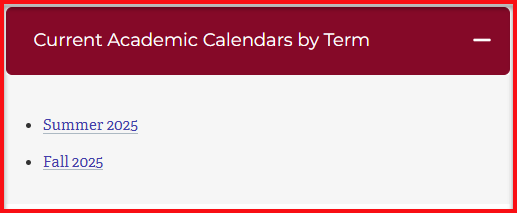 Current Academic Calendars by Term
Summer 2025
Fall 2025